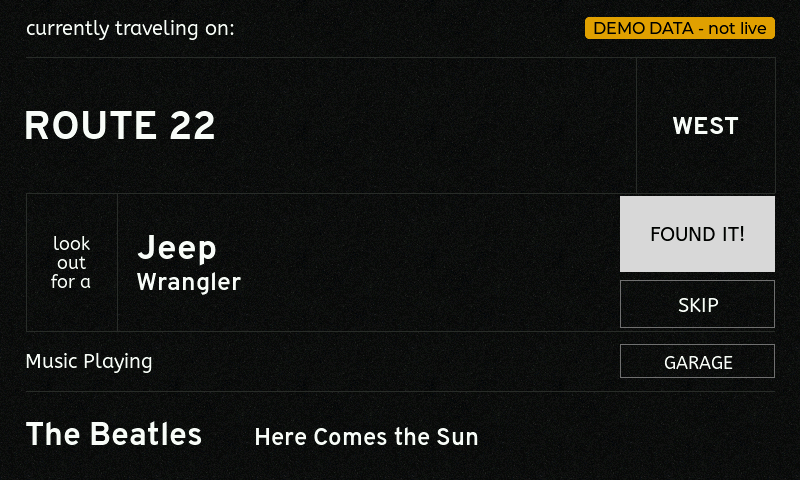 currently traveling on:
DEMO DATA - not live
ROUTE 22
WEST
look
out
for a
Jeep
Wrangler
FOUND IT!
SKIP
Music Playing
GARAGE
The Beatles
Here Comes the Sun